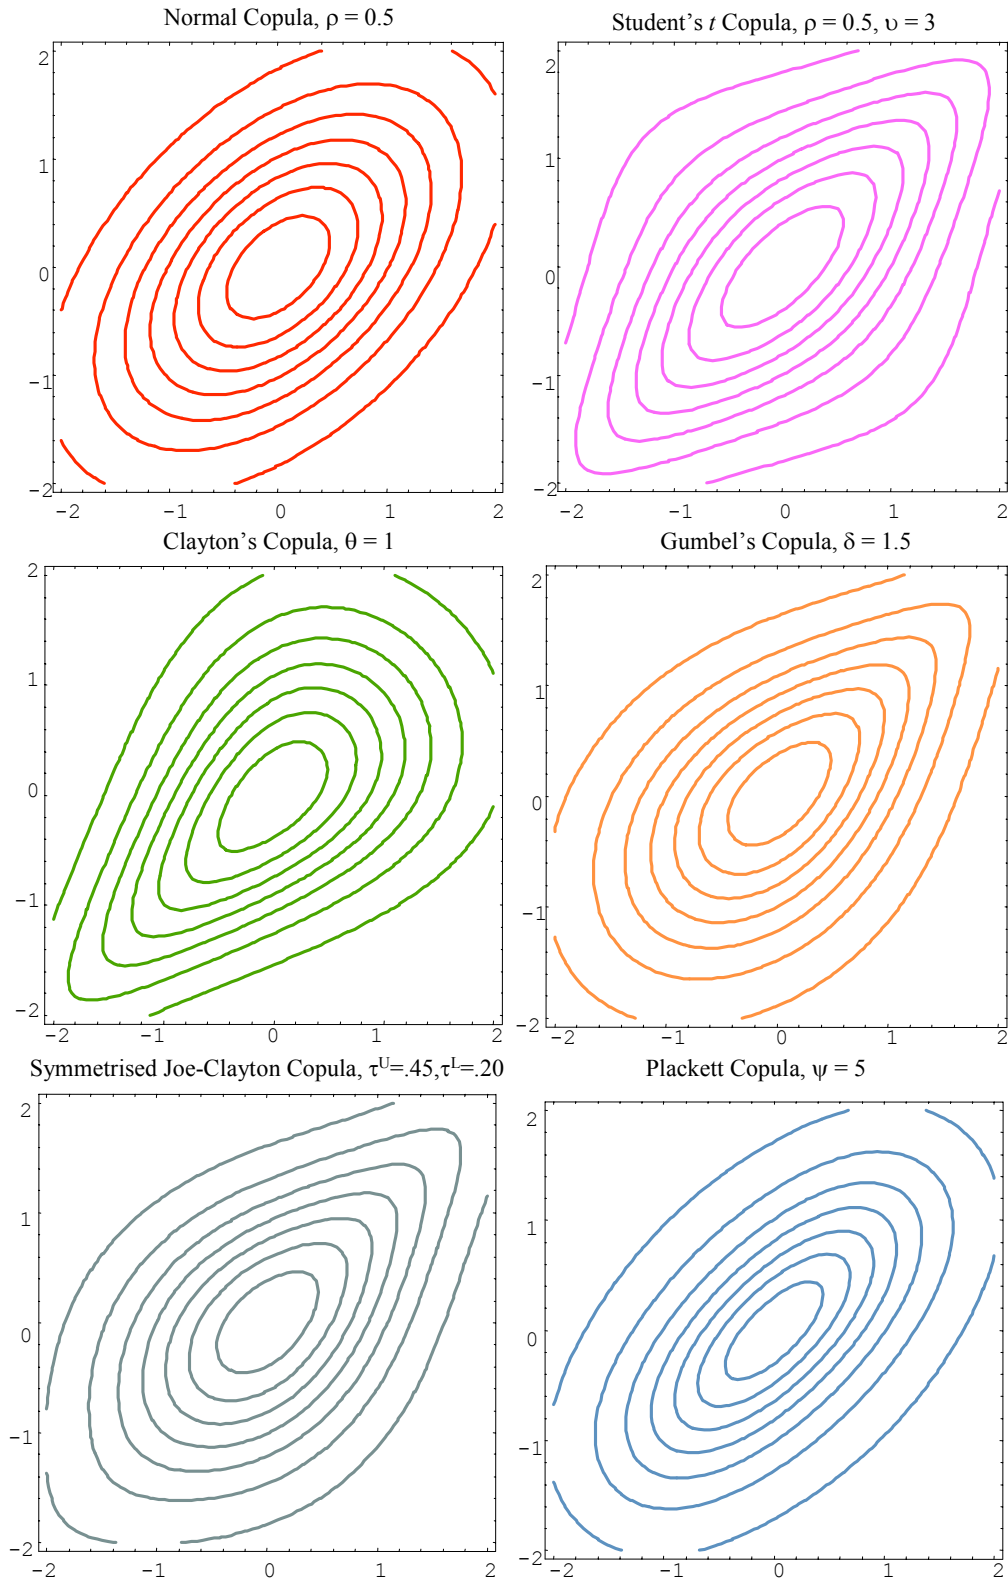 Normal Copula, ρ = 0.5
Student's t Copula, ρ = 0.5, υ = 3
2
1
0
-1
-2
-2 -1 0 1 2
2
1
0
-1
-2
-2 -1 0 1 2
Clayton's Copula, θ = 1
Gumbel's Copula, δ = 1.5
2
1
0
-1
-2
-2 -1 0 1 2
2
1
0
-1
-2
-2 -1 0 1 2
Symmetrised Joe-Clayton Copula, τᵁ=.45,τᴸ=.20
Plackett Copula, ψ = 5
2
1
0
-1
-2
-2 -1 0 1 2
2
1
0
-1
-2
-2 -1 0 1 2